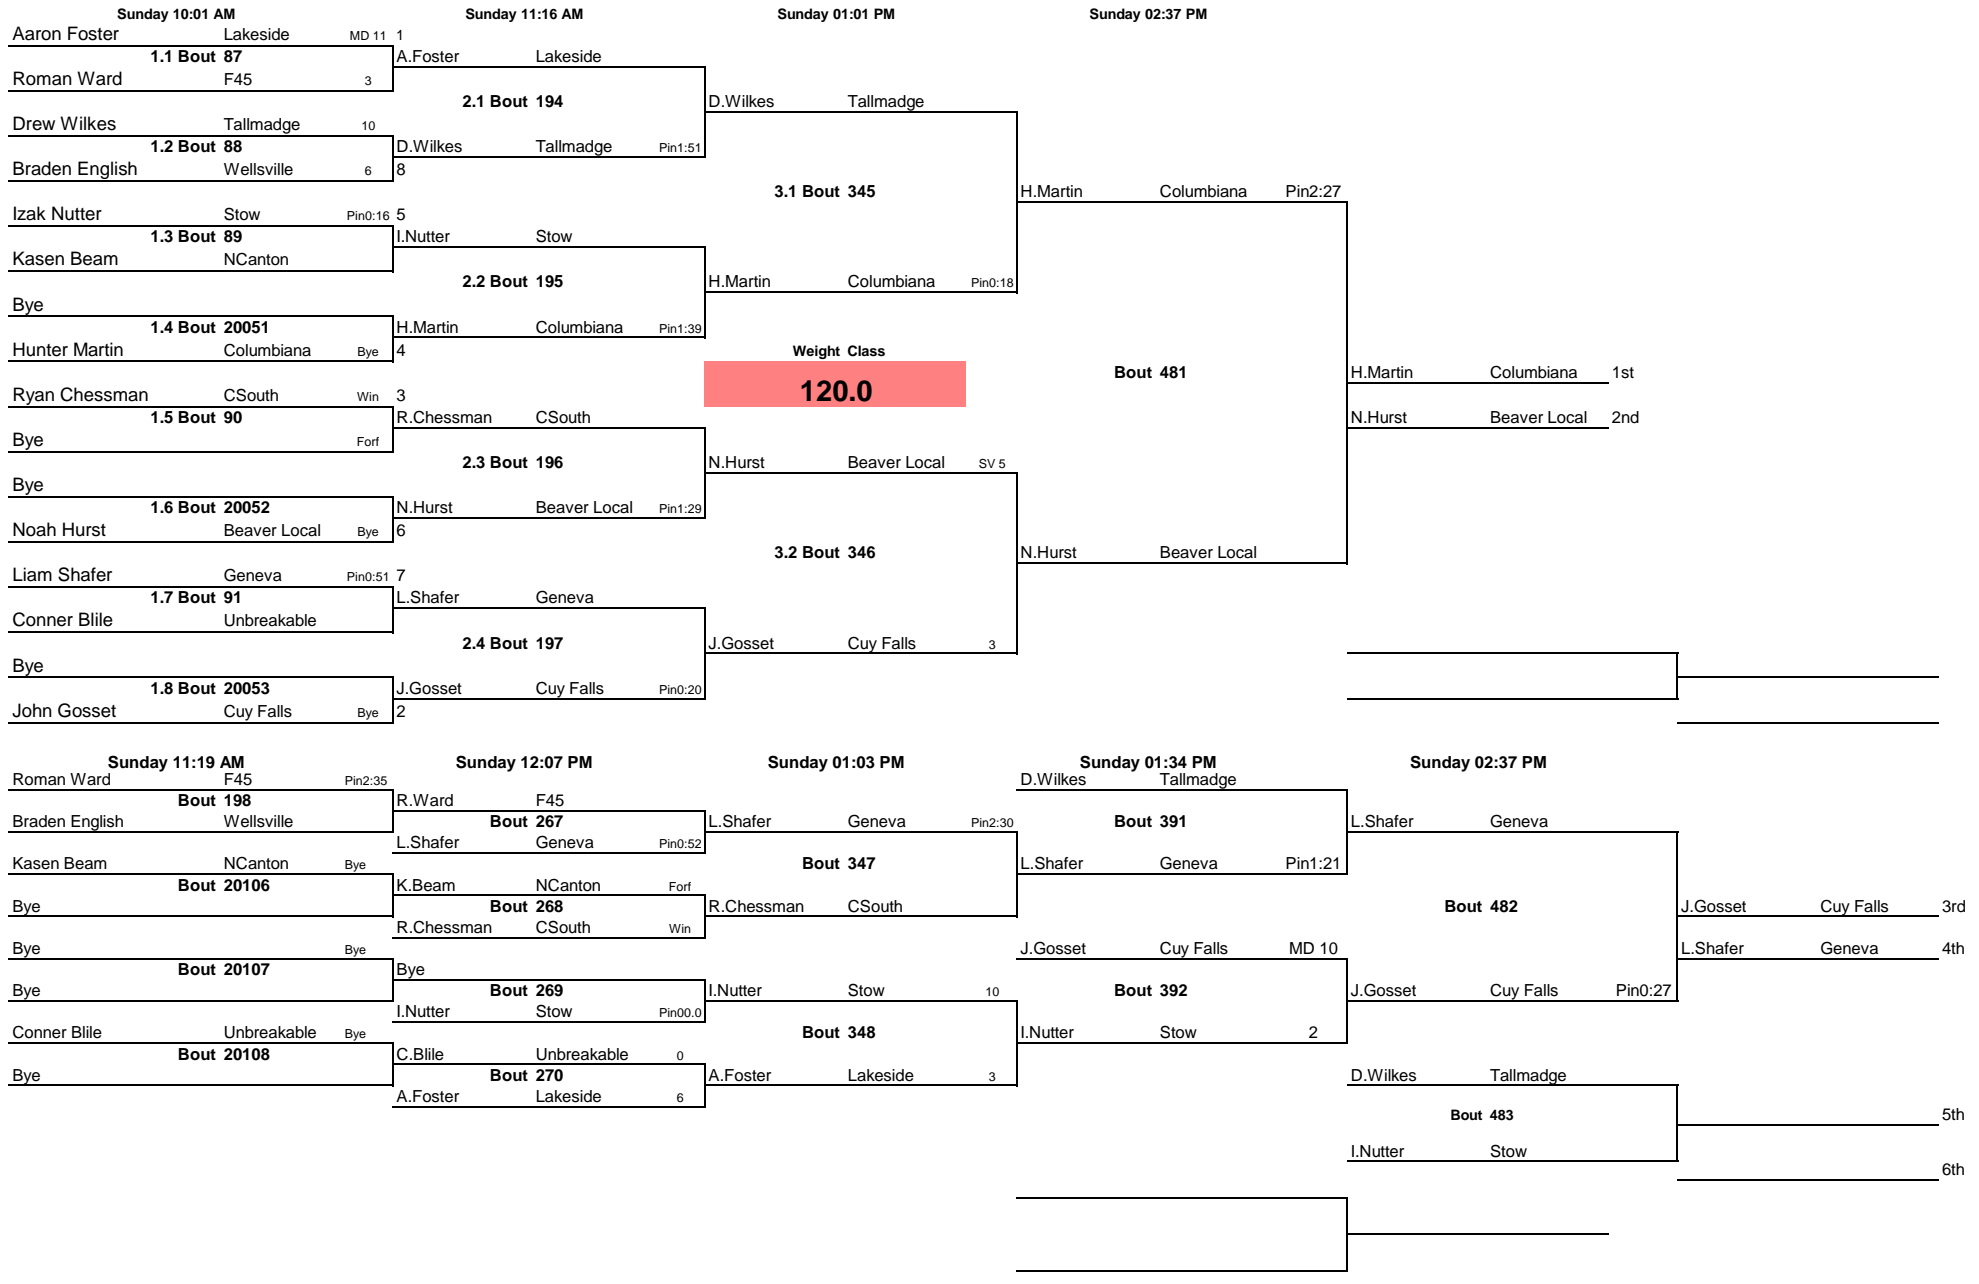 Sunday 10:01 AM Sunday 11:16 AM Sunday 01:01 PM Sunday 02:37 PM
Aaron Foster Lakeside MD 11 1
1.1 Bout 87 A.Foster Lakeside
Roman Ward F45 3
2.1 Bout 194 D.Wilkes Tallmadge
Drew Wilkes Tallmadge 10
1.2 Bout 88 D.Wilkes Tallmadge Pin1:51
Braden English Wellsville 6 8
3.1 Bout 345 H.Martin Columbiana Pin2:27
Izak Nutter Stow Pin0:16 5
1.3 Bout 89 I.Nutter Stow
Kasen Beam NCanton
2.2 Bout 195 H.Martin Columbiana Pin0:18
Bye
1.4 Bout 20051 H.Martin Columbiana Pin1:39
Hunter Martin Columbiana Bye 4 Weight Class
Bout 481 H.Martin Columbiana 1st
Ryan Chessman CSouth Win 3 120.0
1.5 Bout 90 R.Chessman CSouth N.Hurst Beaver Local 2nd
Bye Forf
2.3 Bout 196 N.Hurst Beaver Local SV 5
Bye
1.6 Bout 20052 N.Hurst Beaver Local Pin1:29
Noah Hurst Beaver Local Bye 6
3.2 Bout 346 N.Hurst Beaver Local
Liam Shafer Geneva Pin0:51 7
1.7 Bout 91 L.Shafer Geneva
Conner Blile Unbreakable
2.4 Bout 197 J.Gosset Cuy Falls 3
Bye
1.8 Bout 20053 J.Gosset Cuy Falls Pin0:20
John Gosset Cuy Falls Bye 2
Sunday 11:19 AM Sunday 12:07 PM Sunday 01:03 PM Sunday 01:34 PM Sunday 02:37 PM
Roman Ward F45 Pin2:35 D.Wilkes Tallmadge
Bout 198 R.Ward F45
Braden English Wellsville Bout 267 L.Shafer Geneva Pin2:30 Bout 391 L.Shafer Geneva
L.Shafer Geneva Pin0:52
Kasen Beam NCanton Bye Bout 347 L.Shafer Geneva Pin1:21
Bout 20106 K.Beam NCanton Forf
Bye Bout 268 R.Chessman CSouth Bout 482 J.Gosset Cuy Falls 3rd
R.Chessman CSouth Win
Bye Bye J.Gosset Cuy Falls MD 10 L.Shafer Geneva 4th
Bout 20107 Bye
Bye Bout 269 I.Nutter Stow 10 Bout 392 J.Gosset Cuy Falls Pin0:27
I.Nutter Stow Pin00.0
Conner Blile Unbreakable Bye Bout 348 I.Nutter Stow 2
Bout 20108 C.Blile Unbreakable 0
Bye Bout 270 A.Foster Lakeside 3 D.Wilkes Tallmadge
A.Foster Lakeside 6
Bout 483 5th
I.Nutter Stow
6th